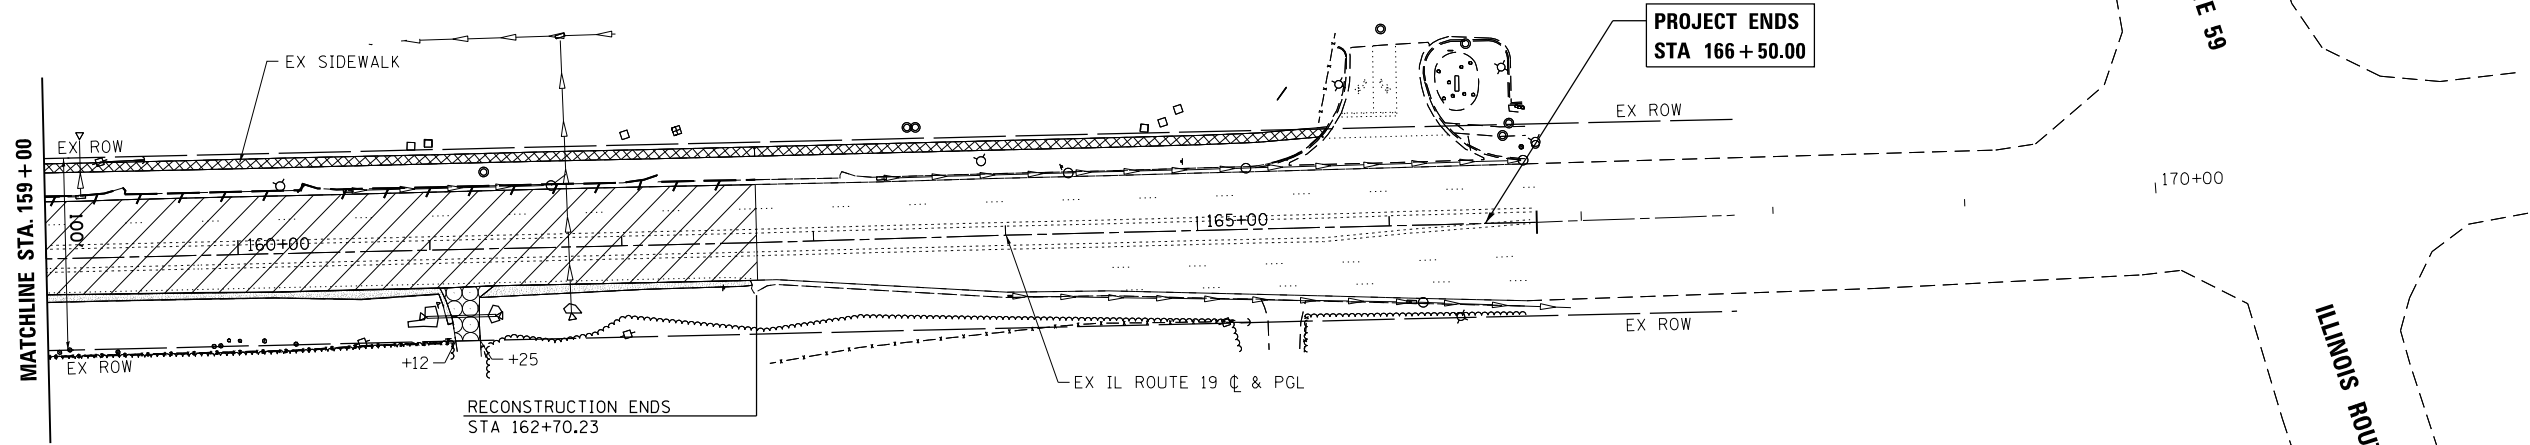 PROJECT ENDS
STA 166+50.00
E 59
EX SIDEWALK
EX ROW
EX ROW
MATCHLINE STA. 159+00
100'
160+00
165+00
170+00
EX ROW
EX ROW
+12
+25
EX IL ROUTE 19 ℄ & PGL
RECONSTRUCTION ENDS
STA 162+70.23
ILLINOIS ROU